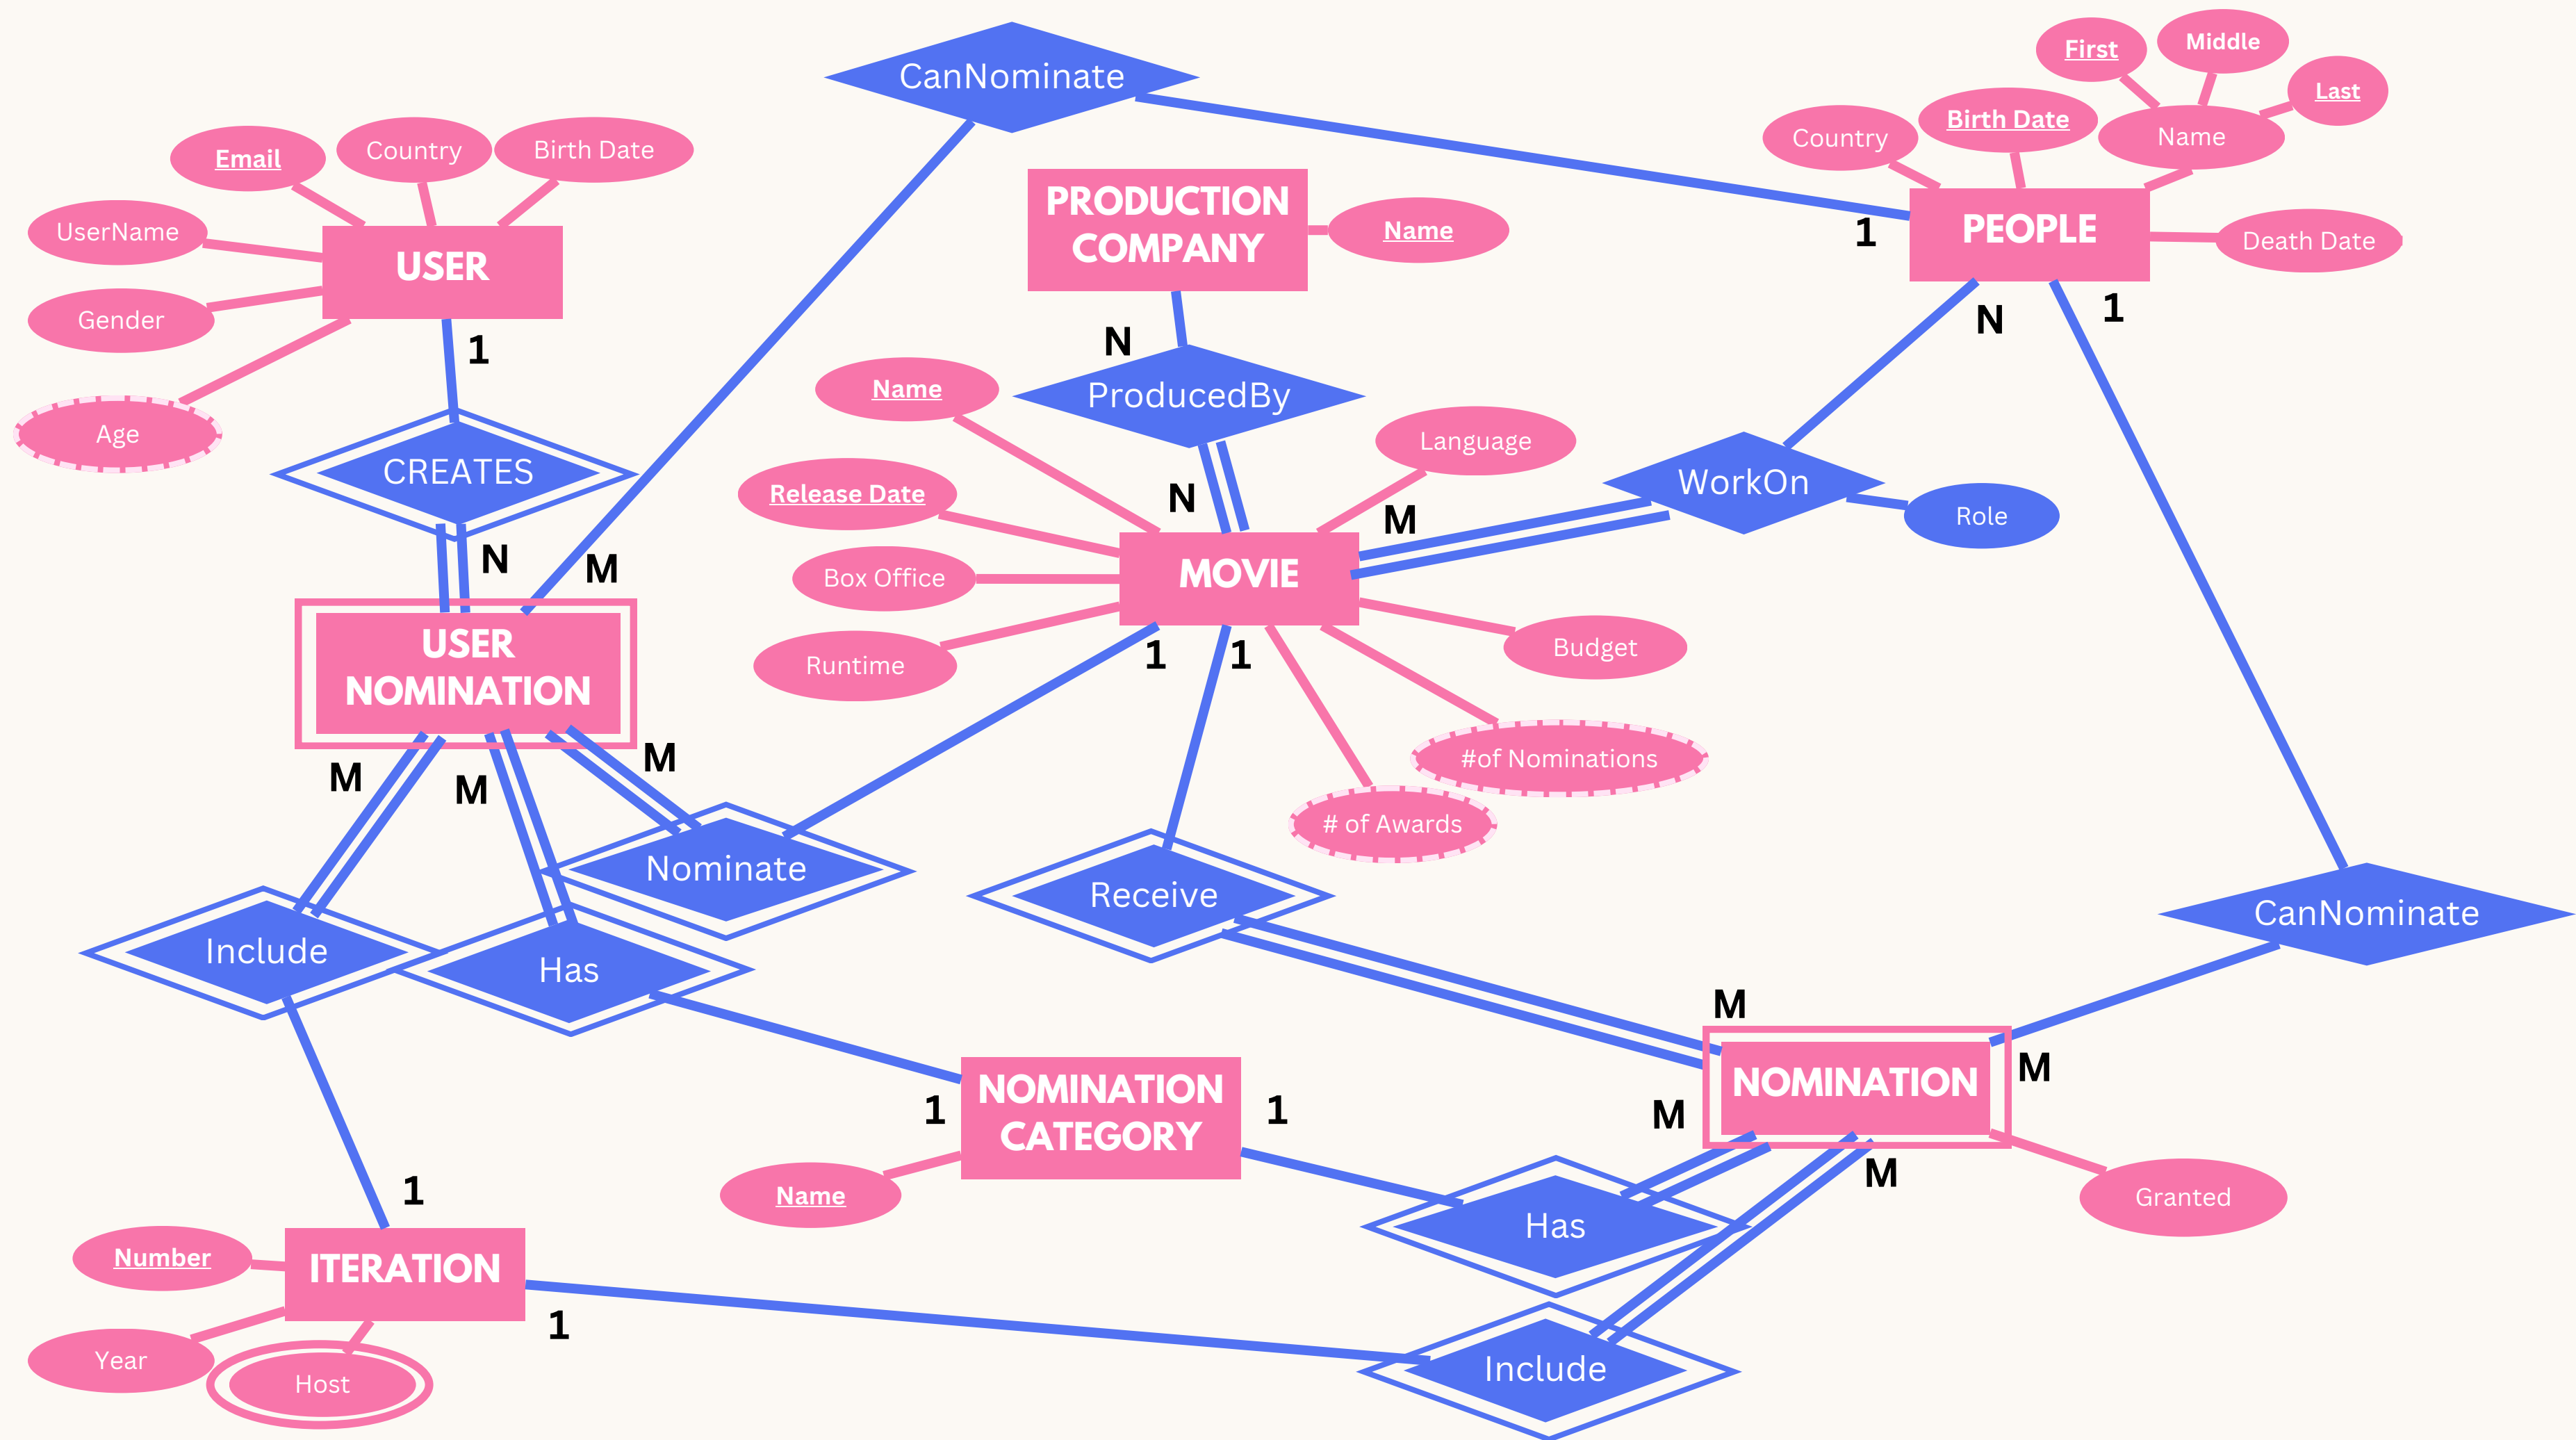 CanNominate
First
Middle
Last
Country
Birth Date
Name
PEOPLE
Death Date
1
N
1
Email
Country
Birth Date
UserName
USER
Gender
Age
1
PRODUCTION
COMPANY
Name
N
ProducedBy
N
Name
Language
Release Date
M
WorkOn
Role
Box Office
MOVIE
Runtime
Budget
1
1
#of Nominations
# of Awards
CREATES
N
M
USER
NOMINATION
M
M
M
Nominate
Receive
CanNominate
Include
Has
M
NOMINATION
M
M
M
Granted
NOMINATION
CATEGORY
1
1
Name
Has
1
Number
ITERATION
1
Year
Host
Include